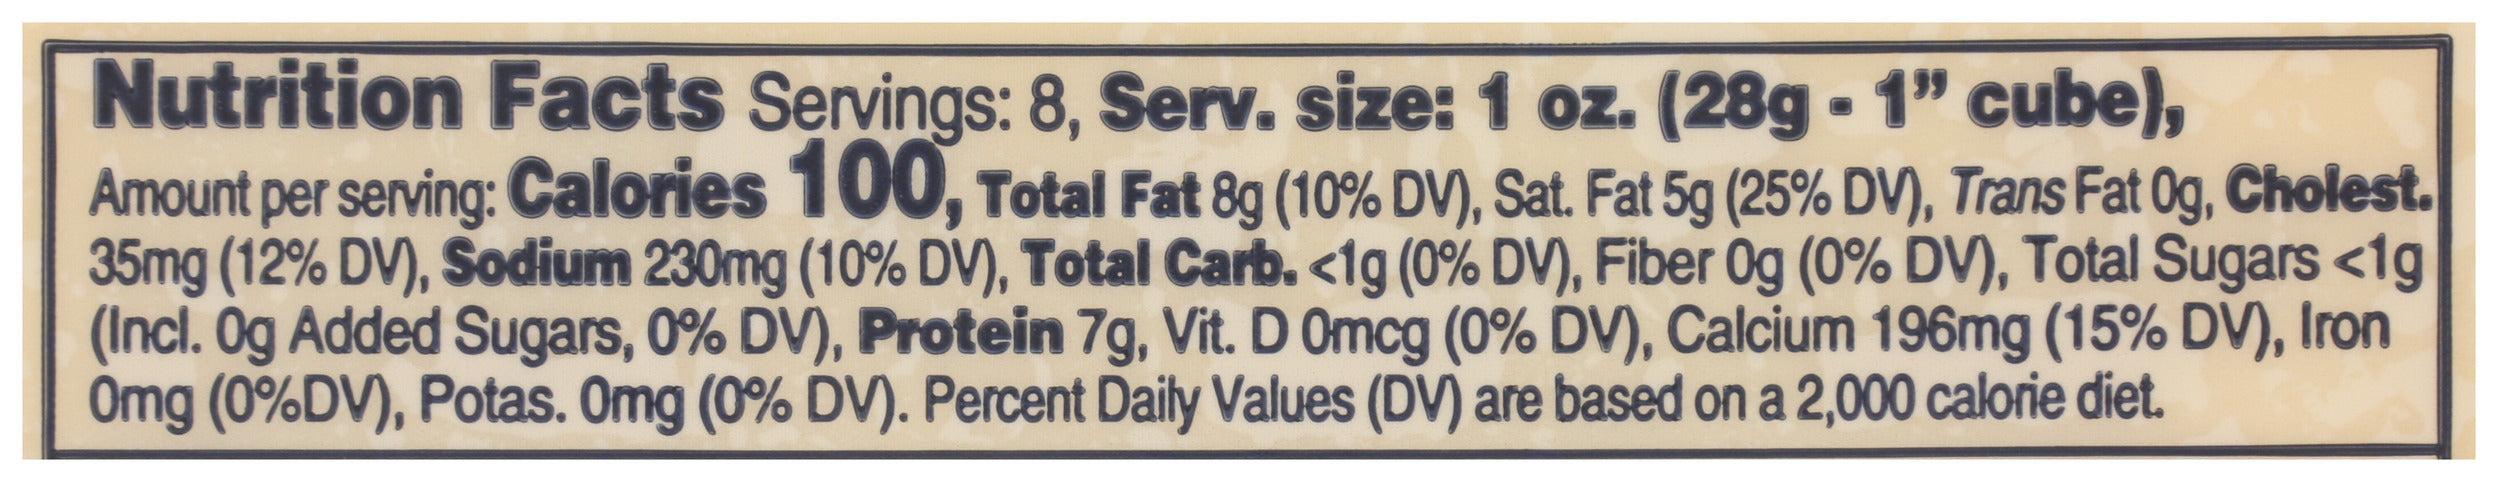 Nutrition Facts Servings: 8, Serv. size: 1 oz. (28g - 1” cube),
Amount per serving: Calories 100, Total Fat 8g (10% DV), Sat. Fat 5g (25% DV), Trans Fat 0g, Cholest.
35mg (12% DV), Sodium 230mg (10% DV), Total Carb. <1g (0% DV), Fiber 0g (0% DV), Total Sugars <1g
(Incl. 0g Added Sugars, 0% DV), Protein 7g, Vit. D 0mcg (0% DV), Calcium 196mg (15% DV), Iron
0mg (0%DV), Potas. 0mg (0% DV). Percent Daily Values (DV) are based on a 2,000 calorie diet.